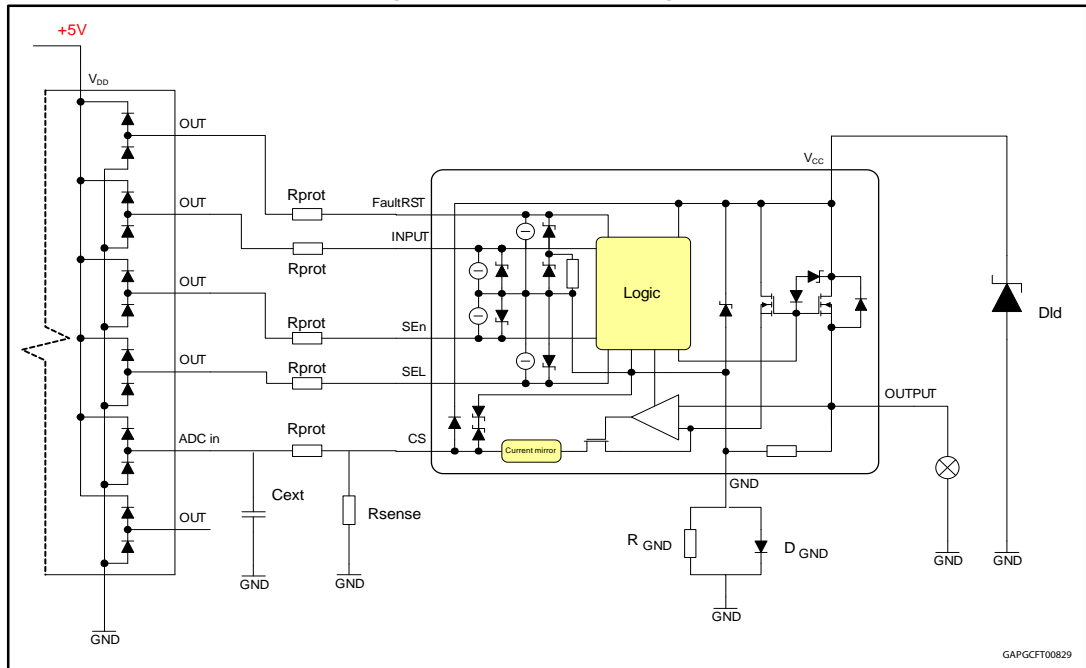 +5V
VDD
OUT
OUT
OUT
OUT
ADC in
OUT
GND
Rprot
Rprot
Rprot
Rprot
Rprot
Cext
GND
Rsense
GND
FaultRST
INPUT
SEn
SEL
CS
Logic
Current mirror
VCC
OUTPUT
GND
R GND
D GND
GND
GND
Dld
GND
GAPGCFT00829